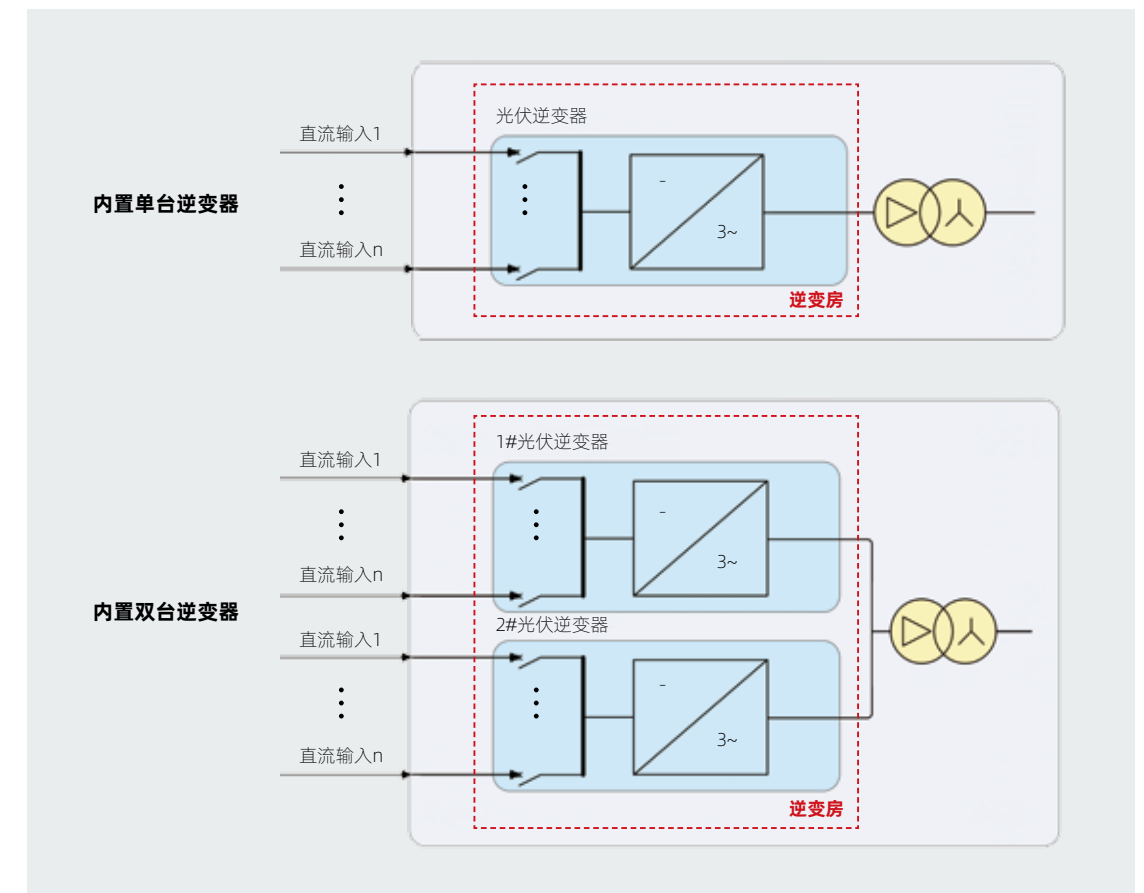 光伏逆变器
直流输入1
-
内置单台逆变器
3~
直流输入n
逆变房
1#光伏逆变器
直流输入1
-
3~
直流输入n
内置双台逆变器
2#光伏逆变器
直流输入1
-
3~
直流输入n
逆变房